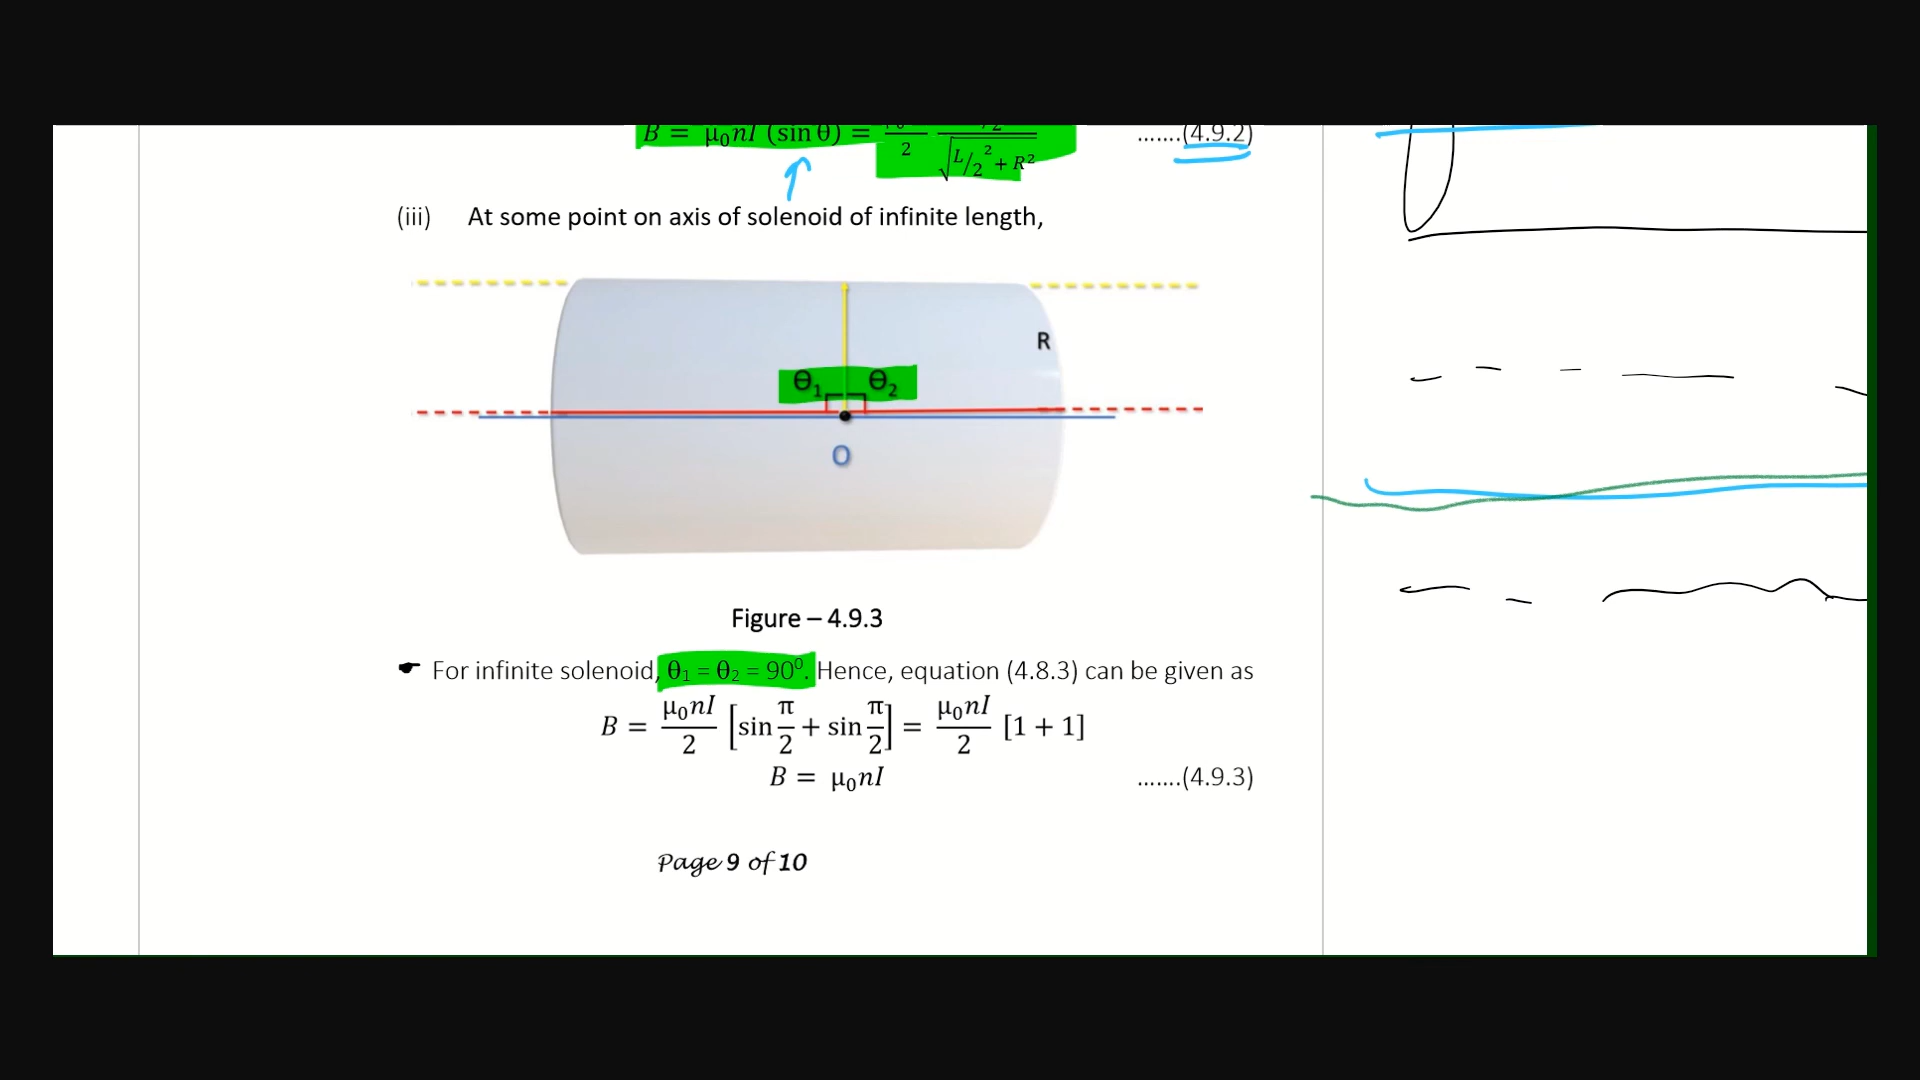 B = μ₀nI (sin θ) = 2 √L/2² + R² .......(4.9.2)
(iii) At some point on axis of solenoid of infinite length,
R
θ₁ θ₂
O
Figure – 4.9.3
☛ For infinite solenoid, θ₁ = θ₂ = 90⁰. Hence, equation (4.8.3) can be given as
B = μ₀nI/2 [sin π/2 + sin π/2] = μ₀nI/2 [1 + 1]
B = μ₀nI .......(4.9.3)
Page 9 of 10